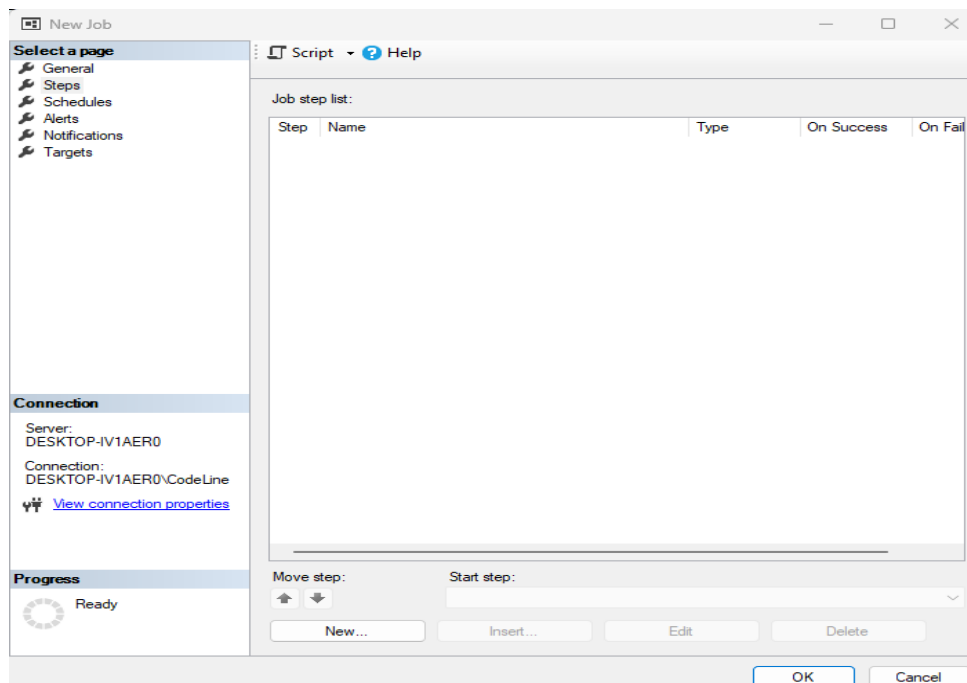 New Job
Select a page
General
Steps
Schedules
Alerts
Notifications
Targets
Connection
Server:
DESKTOP-IV1AER0
Connection:
DESKTOP-IV1AER0\CodeLine
View connection properties
Progress
Ready
Script ? Help
Job step list:
Step Name Type On Success On Fail
Move step: Start step:
New... Insert... Edit Delete
OK Cancel